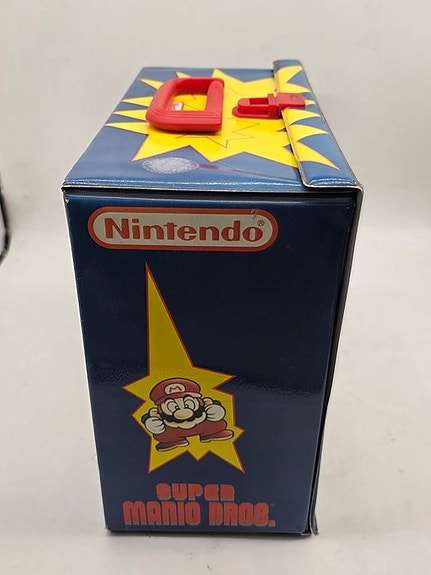 Nintendo®
M
SUPER
MARIO BROS.